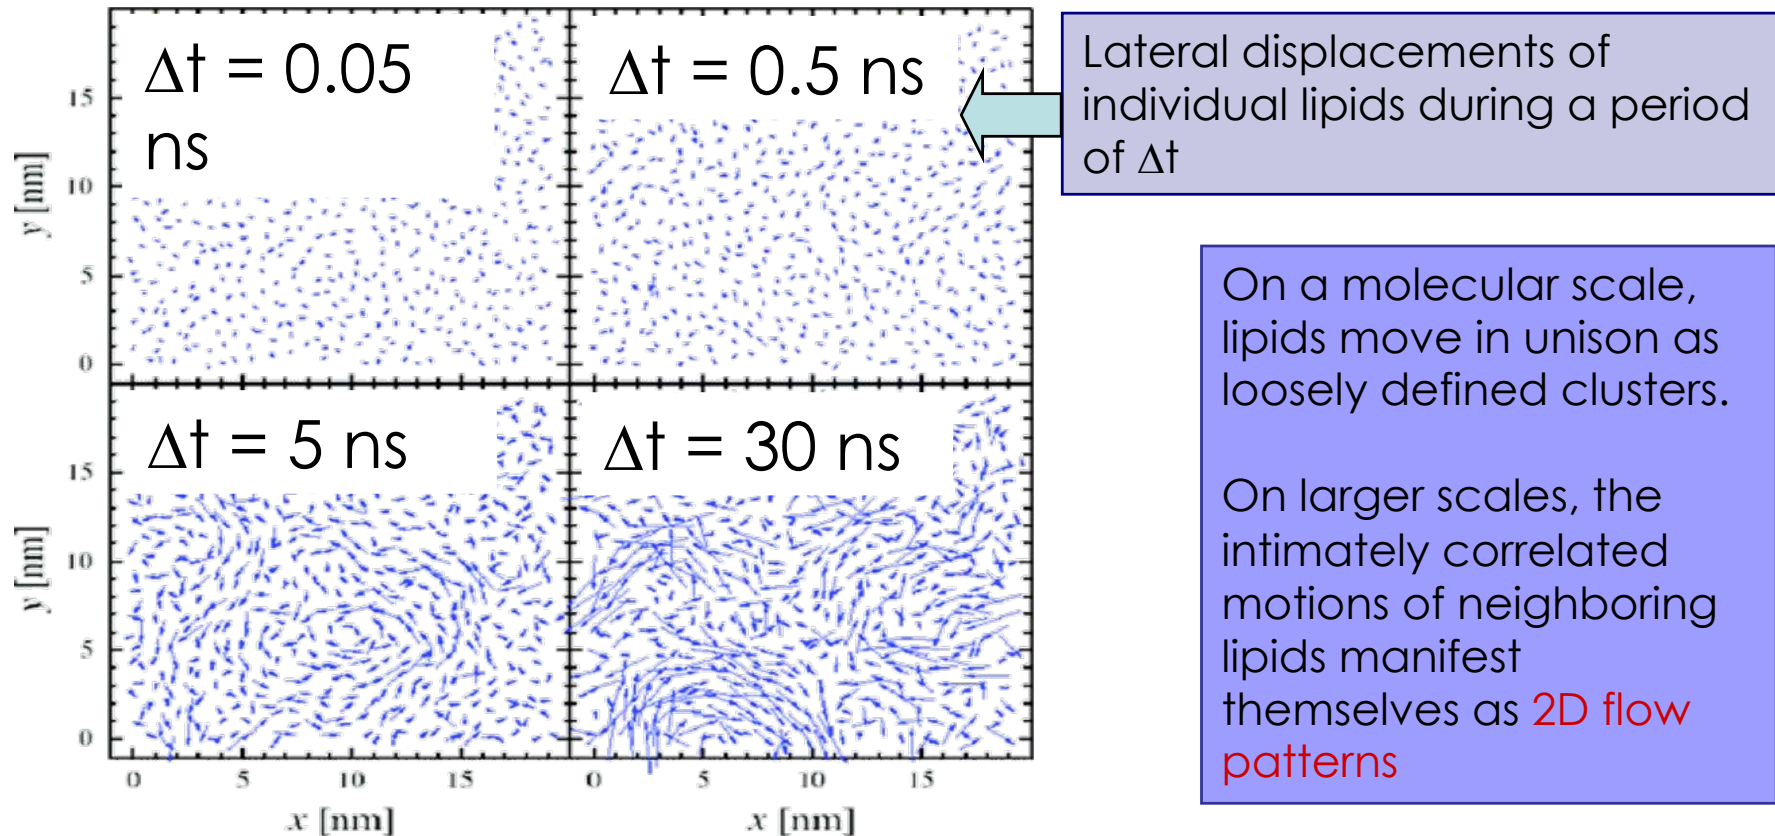 Δt = 0.05
ns
Δt = 0.5 ns
15
10
5
0
y [nm]
Δt = 5 ns
Δt = 30 ns
15
10
5
0
y [nm]
0 5 10 15
0 5 10 15
x [nm]
x [nm]
Lateral displacements of
individual lipids during a period
of Δt
On a molecular scale,
lipids move in unison as
loosely defined clusters.
On larger scales, the
intimately correlated
motions of neighboring
lipids manifest
themselves as 2D flow
patterns